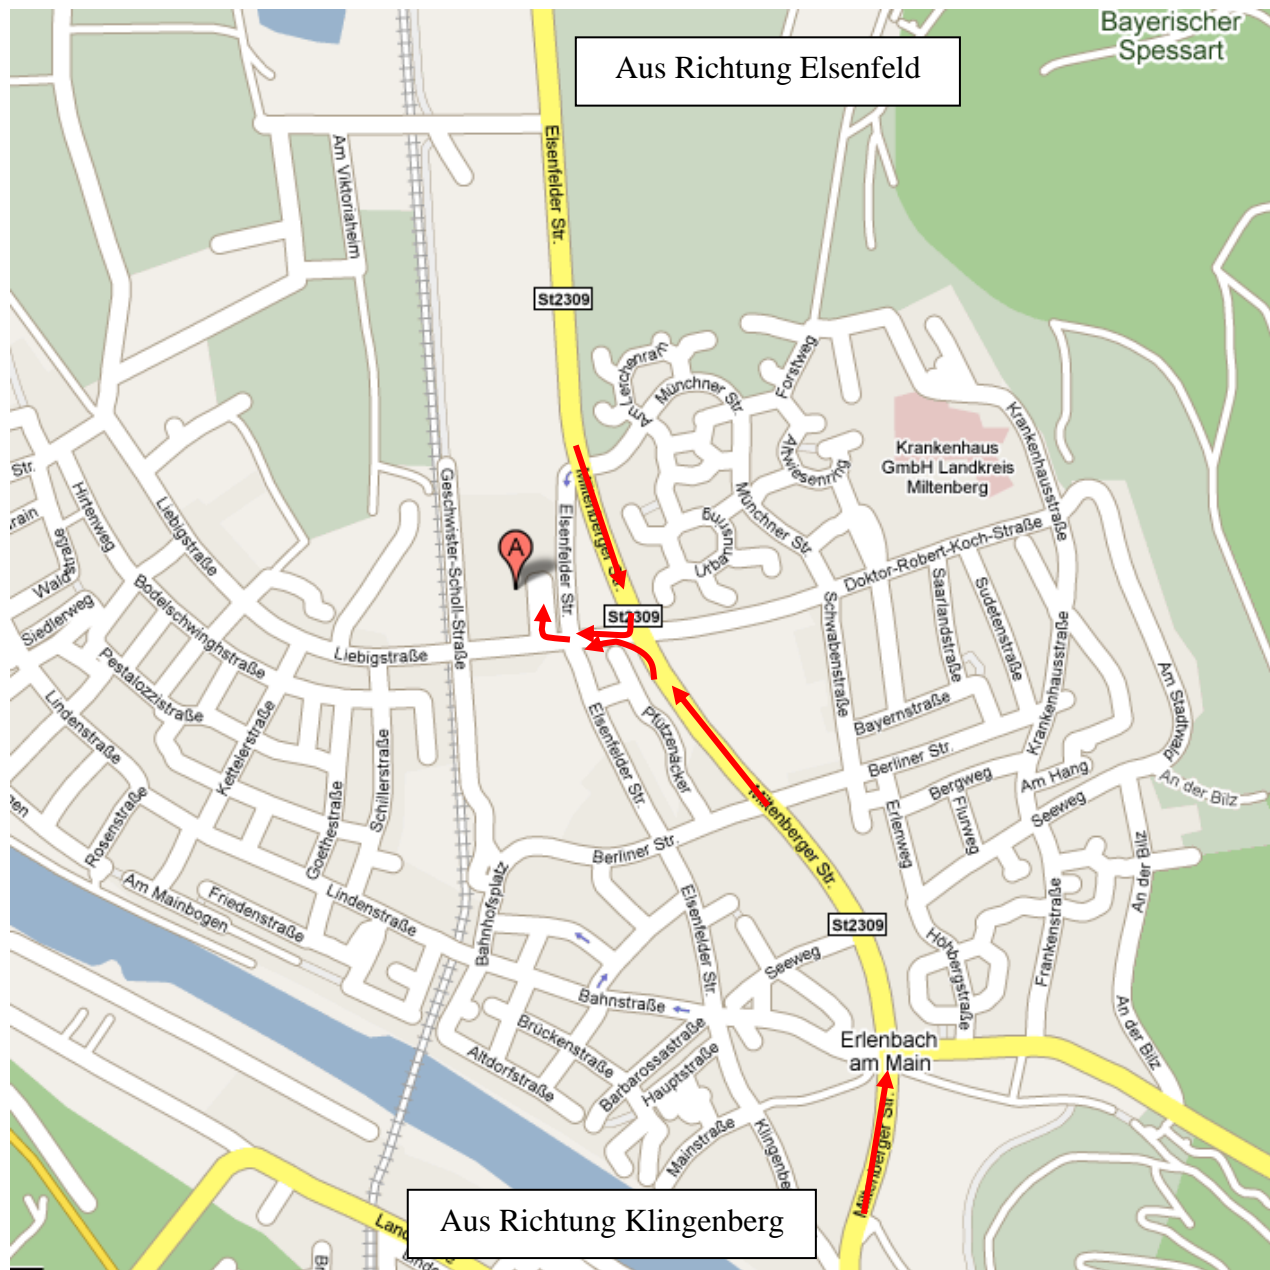 Bayerischer
Spessart
Aus Richtung Elsenfeld
Elsenfelder Str.
Am Viktoriaheim
St2309
Am Lerchenrain
Münchner Str.
Forstweg
Altwiesenring
Krankenhaus
GmbH Landkreis
Miltenberg
Krankenhausstraße
Str.
Hirtenweg
Liebigstraße
Geschwister-Scholl-Straße
Elsenfelder Str.
Miltenberger Str.
Münchner Str.
Doktor-Robert-Koch-Straße
A
Wald
Siedlerweg
Bodelschwinghstraße
St2309
Schwabenstraße
Saarlandstraße
Sudetenstraße
Krankenhausstraße
Liebigstraße
Pestalozzistraße
Lindenstraße
Kettelerstraße
Elsenfelder Str.
Pfützenäcker
Bayernstraße
Am Stadtwald
Berliner Str.
Schillerstraße
Goethestraße
Rosenstraße
Miltenberger Str.
Bergweg
Am Hang
An der Bilz
Flurweg
Seeweg
Erlenweg
An der Bilz
Berliner Str.
Am Mainbogen
Friedenstraße
Lindenstraße
Bahnhofsplatz
Elsenfelder Str.
St2309
Seeweg
Höhbergstraße
Frankenstraße
An der Bilz
Bahnstraße
Brückenstraße
Altdorfstraße
Barbarossastraße
Hauptstraße
Erlenbach
am Main
Mainstraße
Klingenbe
Miltenberger Str.
Aus Richtung Klingenberg